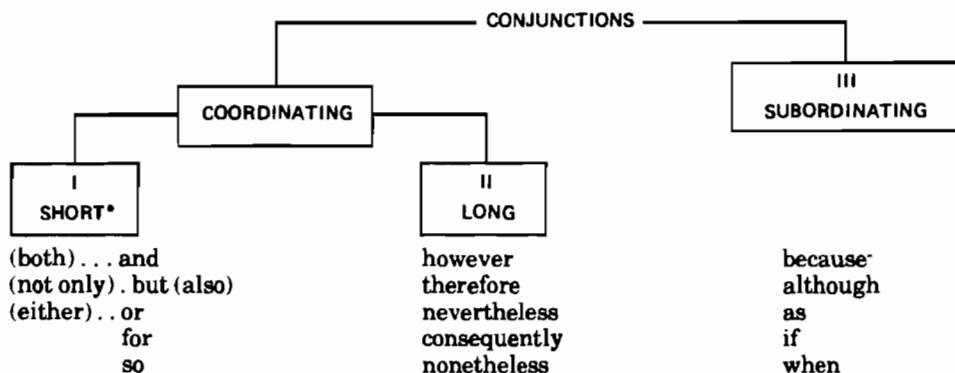 CONJUNCTIONS
COORDINATING
III
SUBORDINATING
I
SHORT*
II
LONG
(both) . . . and
(not only) . but (also)
(either) . . or
for
so
however
therefore
nevertheless
consequently
nonetheless
because
although
as
if
when